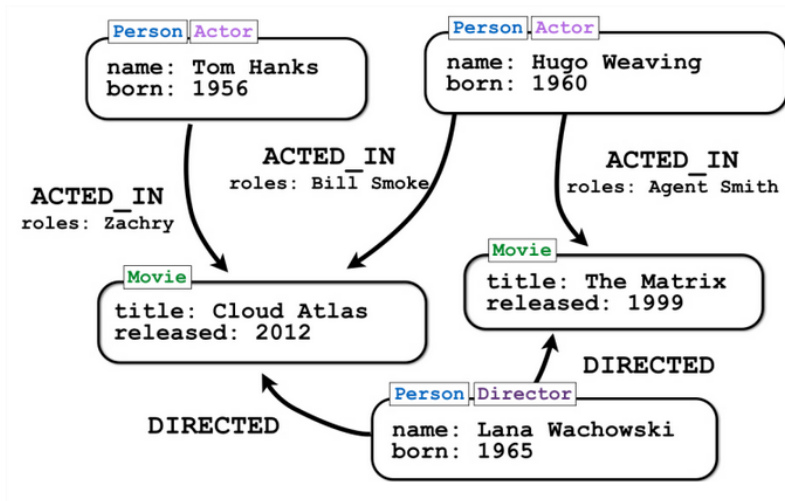 Person Actor
name: Tom Hanks
born: 1956
Person Actor
name: Hugo Weaving
born: 1960
ACTED_IN
roles: Zachry
ACTED_IN
roles: Bill Smoke
ACTED_IN
roles: Agent Smith
Movie
title: Cloud Atlas
released: 2012
Movie
title: The Matrix
released: 1999
DIRECTED
DIRECTED
Person Director
name: Lana Wachowski
born: 1965